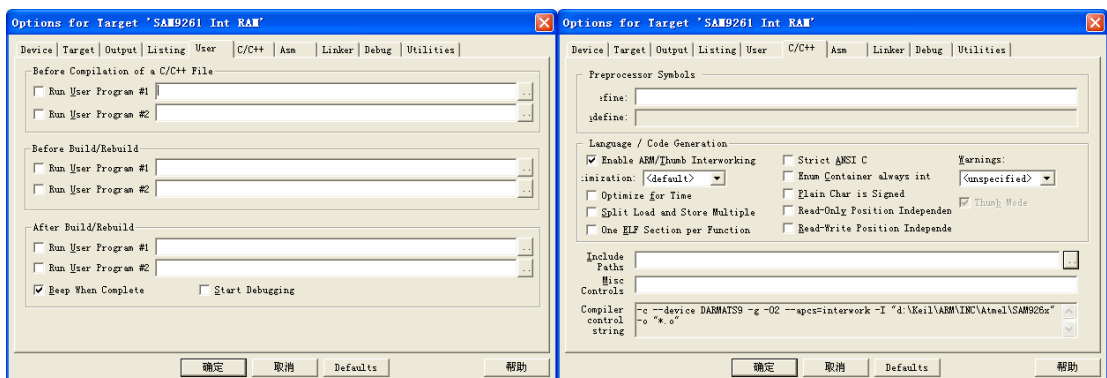 Options for Target 'SAM9261 Int RAM'
Device Target Output Listing User C/C++ Asm Linker Debug Utilities
Before Compilation of a C/C++ File
Run User Program #1
..
Run User Program #2
..
Before Build/Rebuild
Run User Program #1
..
Run User Program #2
..
After Build/Rebuild
Run User Program #1
..
Run User Program #2
..
Beep When Complete Start Debugging
确定 取消 Defaults 帮助
Options for Target 'SAM9261 Int RAM'
Device Target Output Listing User C/C++ Asm Linker Debug Utilities
Preprocessor Symbols
efine:
ndefine:
Language / Code Generation
Enable ARM/Thumb Interworking Strict ANSI C Warnings:
imization: <default> Enum Container always int <unspecified>
Optimize for Time Plain Char is Signed Thumb Mode
Split Load and Store Multiple Read-Only Position Independen
One ELF Section per Function Read-Write Position Independe
Include
Paths
..
Misc
Controls
Compiler
control
string
-c --device DARMATS9 -g -O2 --apcs=interwork -I "d:\Keil\ARM\INC\Atmel\SAM926x"
-o "*.o"
确定 取消 Defaults 帮助